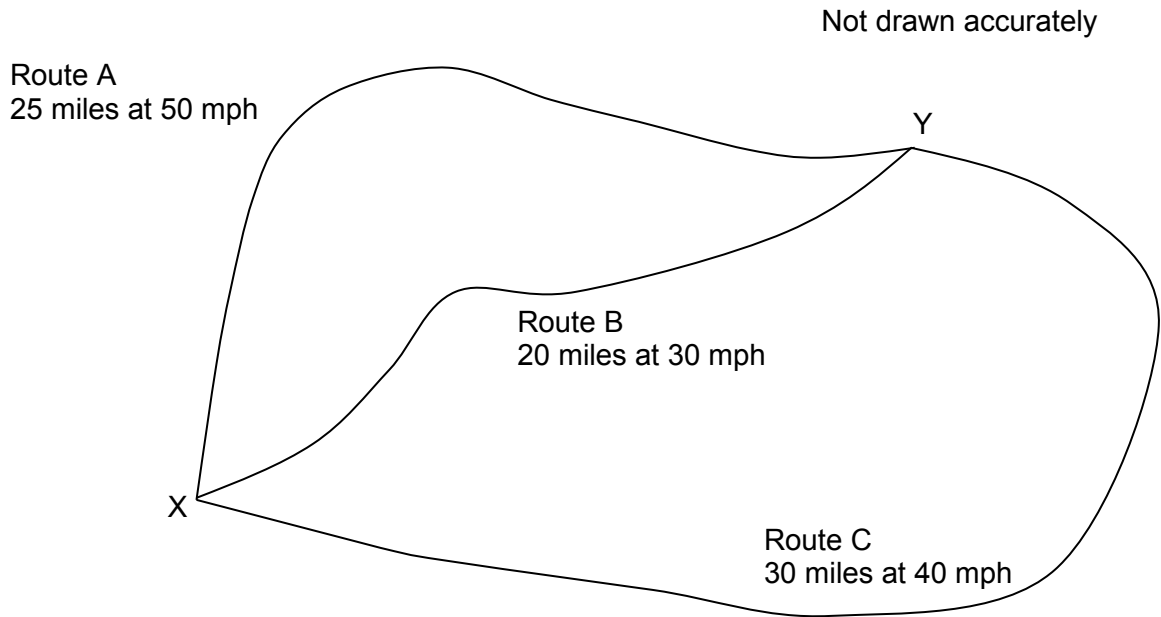 Not drawn accurately
Route A
25 miles at 50 mph
Y
Route B
20 miles at 30 mph
X
Route C
30 miles at 40 mph